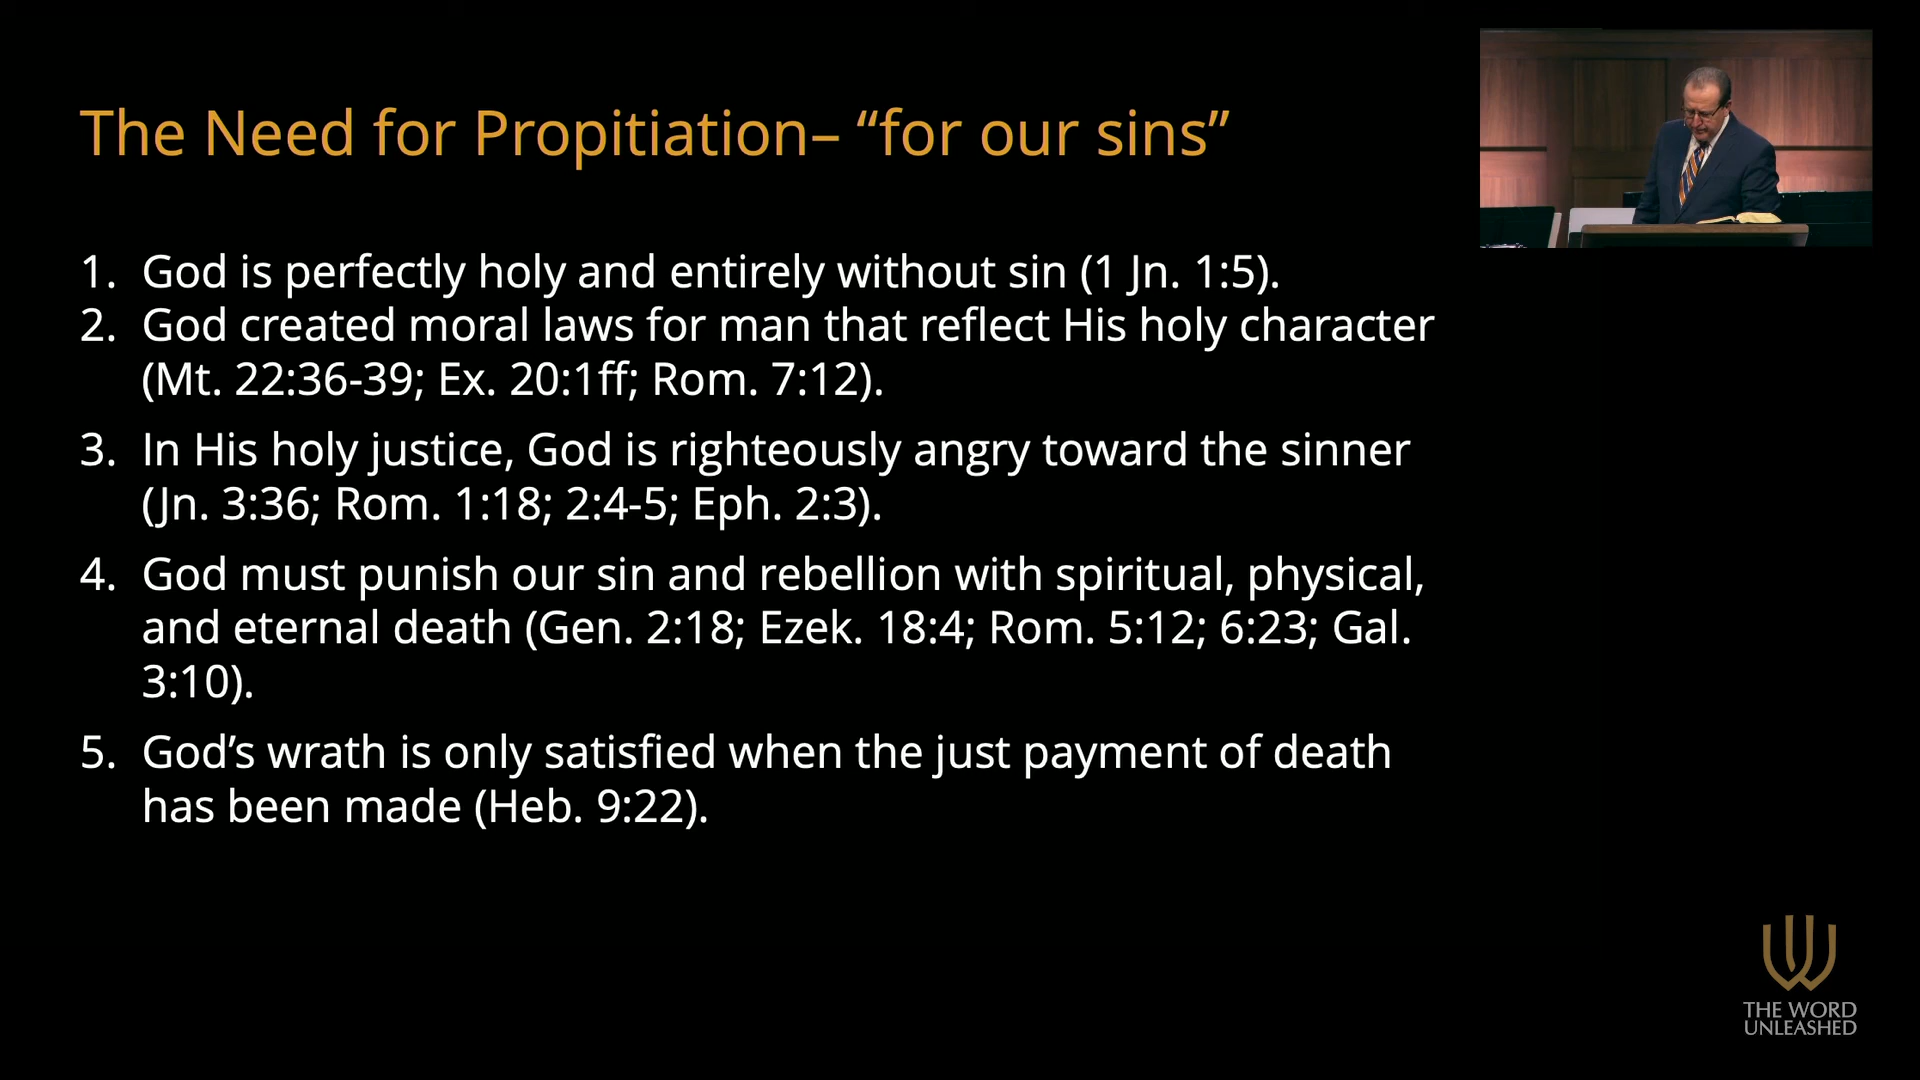 The Need for Propitiation– “for our sins”
1. God is perfectly holy and entirely without sin (1 Jn. 1:5).
2. God created moral laws for man that reflect His holy character
(Mt. 22:36-39; Ex. 20:1ff; Rom. 7:12).
3. In His holy justice, God is righteously angry toward the sinner
(Jn. 3:36; Rom. 1:18; 2:4-5; Eph. 2:3).
4. God must punish our sin and rebellion with spiritual, physical,
and eternal death (Gen. 2:18; Ezek. 18:4; Rom. 5:12; 6:23; Gal.
3:10).
5. God’s wrath is only satisfied when the just payment of death
has been made (Heb. 9:22).
THE WORD
UNLEASHED